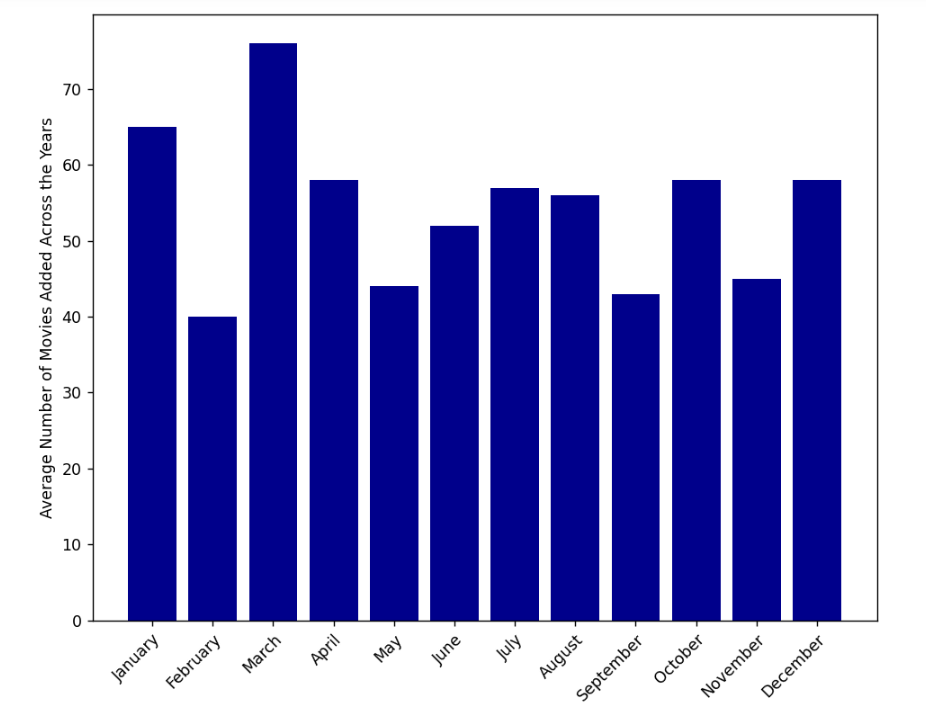 Average Number of Movies Added Across the Years
70
60
50
40
30
20
10
0
January
February
March
April
May
June
July
August
September
October
November
December